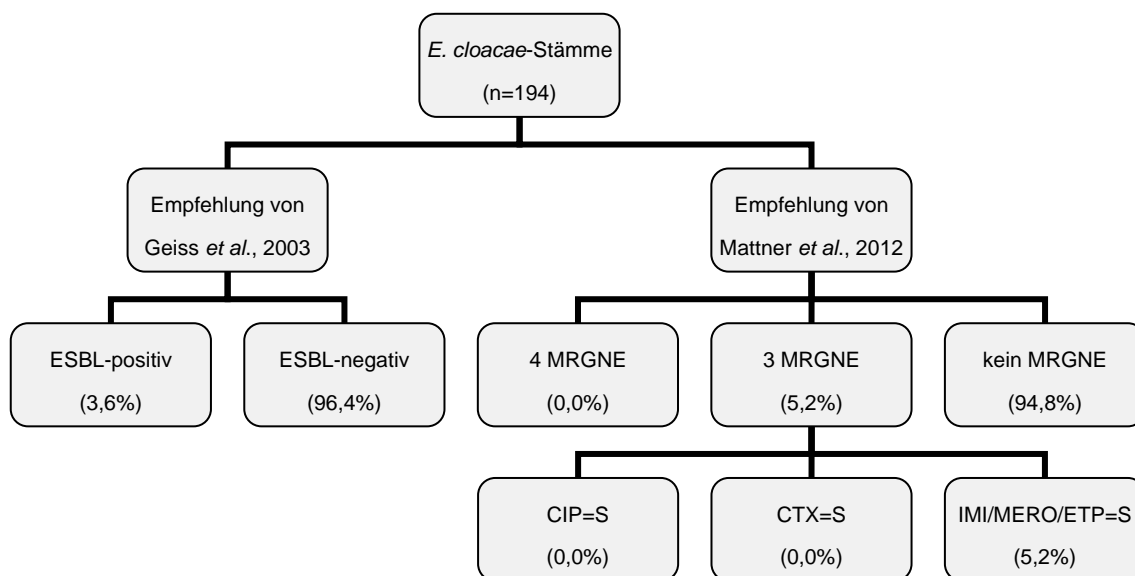 E. cloacae-Stämme
(n=194)
Empfehlung von
Geiss et al., 2003
Empfehlung von
Mattner et al., 2012
ESBL-positiv
(3,6%)
ESBL-negativ
(96,4%)
4 MRGNE
(0,0%)
3 MRGNE
(5,2%)
kein MRGNE
(94,8%)
CIP=S
(0,0%)
CTX=S
(0,0%)
IMI/MERO/ETP=S
(5,2%)